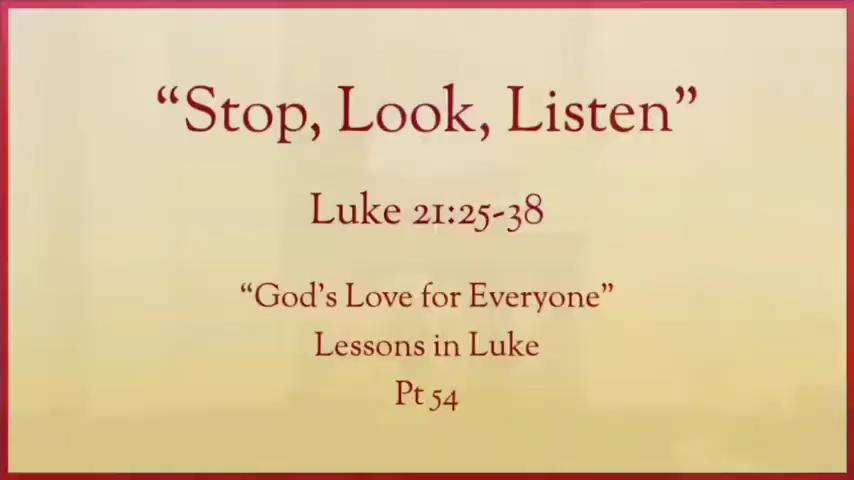 “Stop, Look, Listen”
Luke 21:25-38
“God’s Love for Everyone”
Lessons in Luke
Pt 54